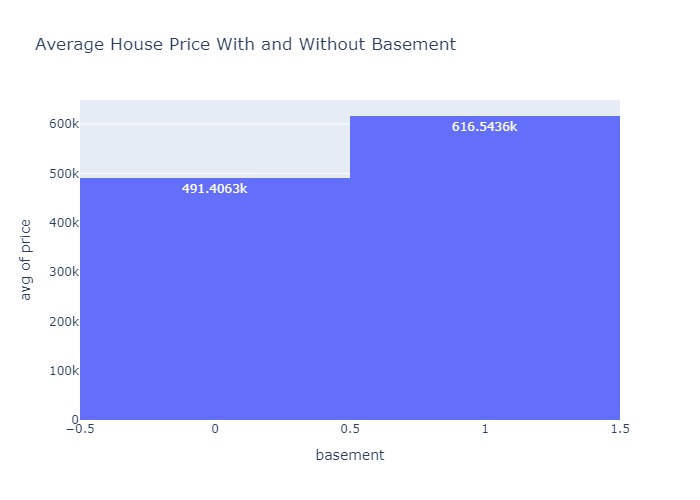 Average House Price With and Without Basement
600k
616.5436k
500k
491.4063k
400k
avg of price
300k
200k
100k
0
−0.5
0
0.5
1
1.5
basement